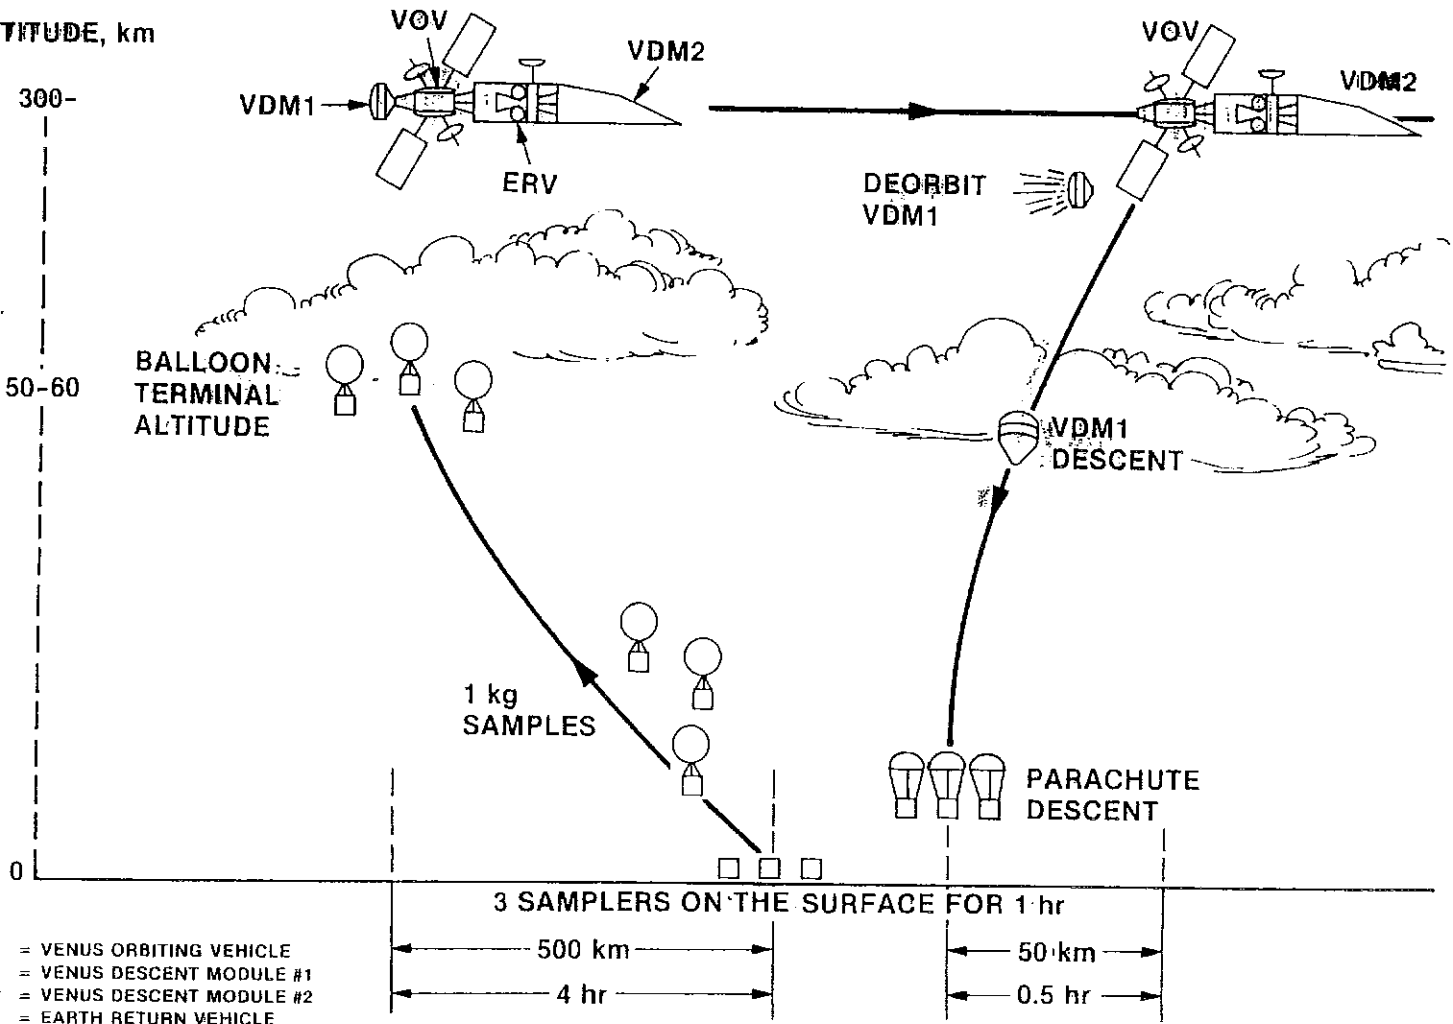 TITUDE, km
VOV
VDM2
VDM1
300-
ERV
VOV
VDM2
DEORBIT
VDM1
BALLOON
TERMINAL
ALTITUDE
50-60
VDM1
DESCENT
1 kg
SAMPLES
PARACHUTE
DESCENT
0
3 SAMPLERS ON THE SURFACE FOR 1 hr
500 km
50 km
4 hr
0.5 hr
= VENUS ORBITING VEHICLE
= VENUS DESCENT MODULE #1
= VENUS DESCENT MODULE #2
= EARTH RETURN VEHICLE